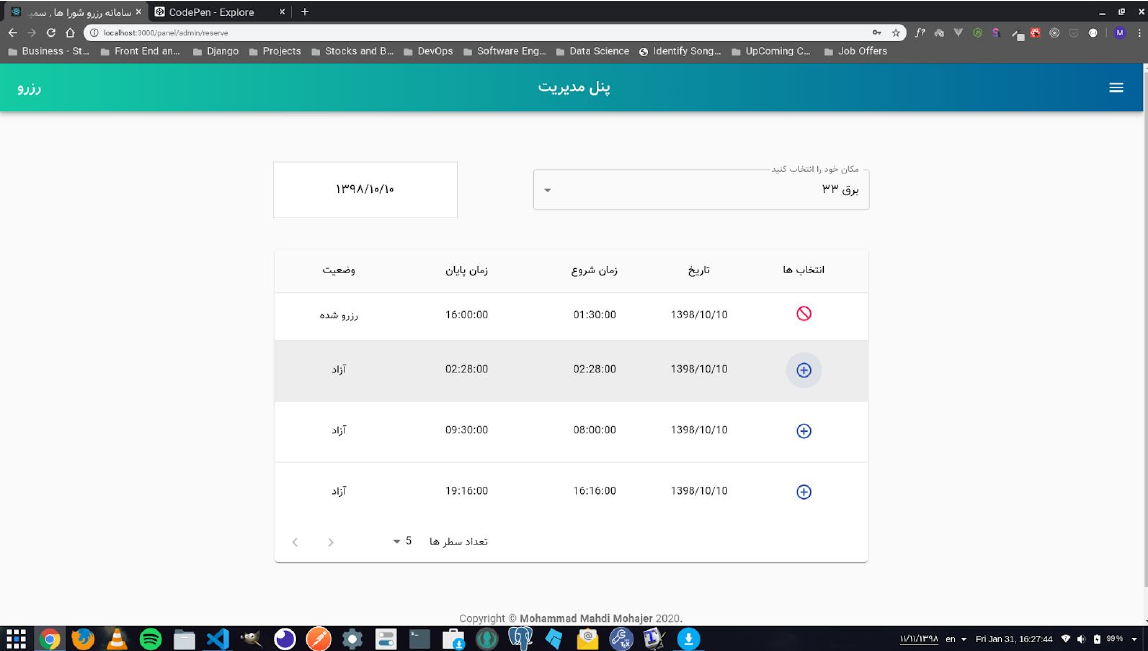 سامانه رزرو شورا ها , سمپ
CodePen - Explore
localhost:3000/panel/admin/reserve
Business - St... Front End an... Django Projects Stocks and B... DevOps Software Eng... Data Science Identify Song... UpComing C... Job Offers
رزرو
پنل مدیریت
۱۳۹۸/۱۰/۱۰
مکان خود را انتخاب کنید
برق ۳۳
انتخاب ها تاریخ زمان شروع زمان پایان وضعیت
1398/10/10 01:30:00 16:00:00 رزرو شده
1398/10/10 02:28:00 02:28:00 آزاد
1398/10/10 08:00:00 09:30:00 آزاد
1398/10/10 16:16:00 19:16:00 آزاد
تعداد سطر ها 5
Copyright © Mohammad Mahdi Mohajer 2020.
۱۱/۱۱/۱۳۹۸ en Fri Jan 31, 16:27:44 99%